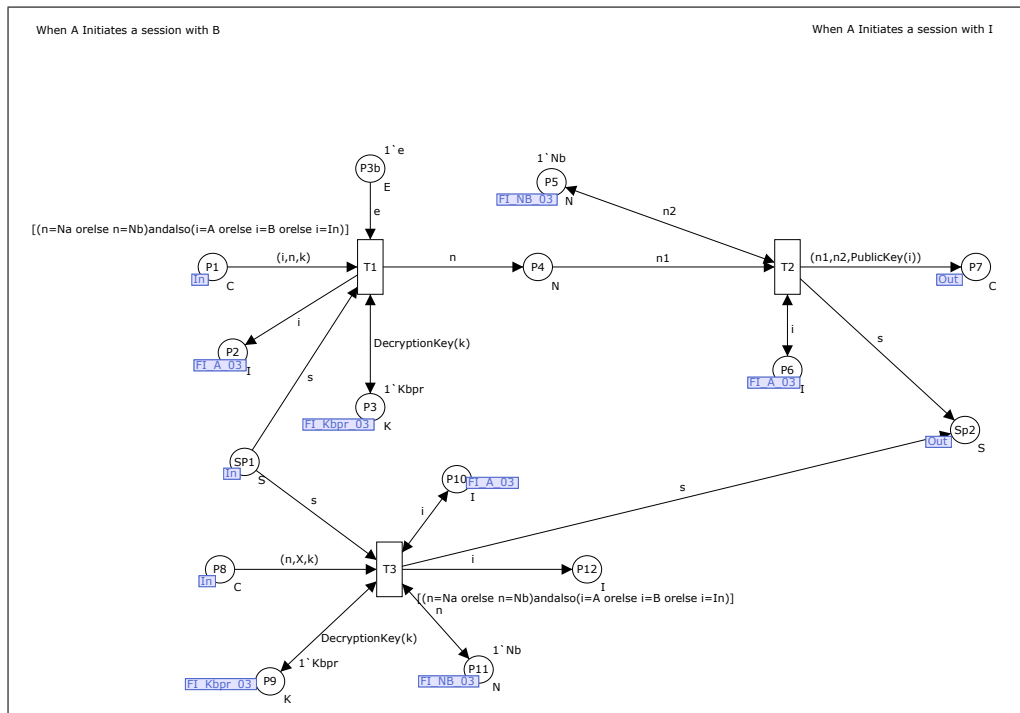 When A Initiates a session with B
When A Initiates a session with I
1`e
P3b
E
e
1`Nb
P5
FI_NB_03
N
n2
[(n=Na orelse n=Nb)andalso(i=A orelse i=B orelse i=In)]
P1
In
C
(i,n,k)
T1
n
P4
N
n1
T2
(n1,n2,PublicKey(i))
P7
Out
C
i
P2
FI_A_03
I
s
DecryptionKey(k)
1`Kbpr
P3
FI_Kbpr_03
K
i
P6
FI_A_03
I
s
Sp2
Out
S
SP1
In
S
s
P10
FI_A_03
I
i
s
P8
In
C
(n,X,k)
T3
i
P12
I
[(n=Na orelse n=Nb)andalso(i=A orelse i=B orelse i=In)]
n
DecryptionKey(k)
1`Kbpr
P9
FI_Kbpr_03
K
1`Nb
P11
FI_NB_03
N